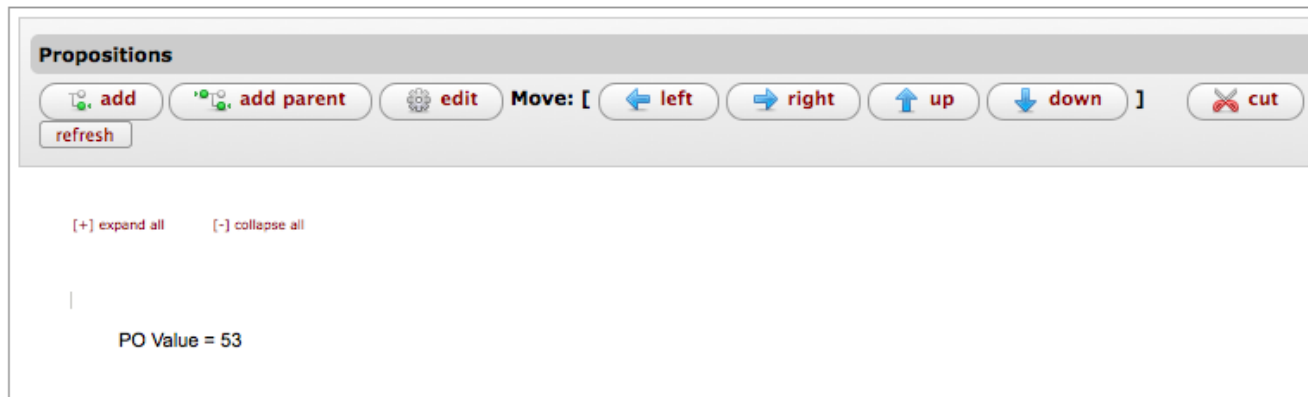 Propositions
add add parent edit Move: [ left right up down ] cut
refresh
[+] expand all [-] collapse all
PO Value = 53